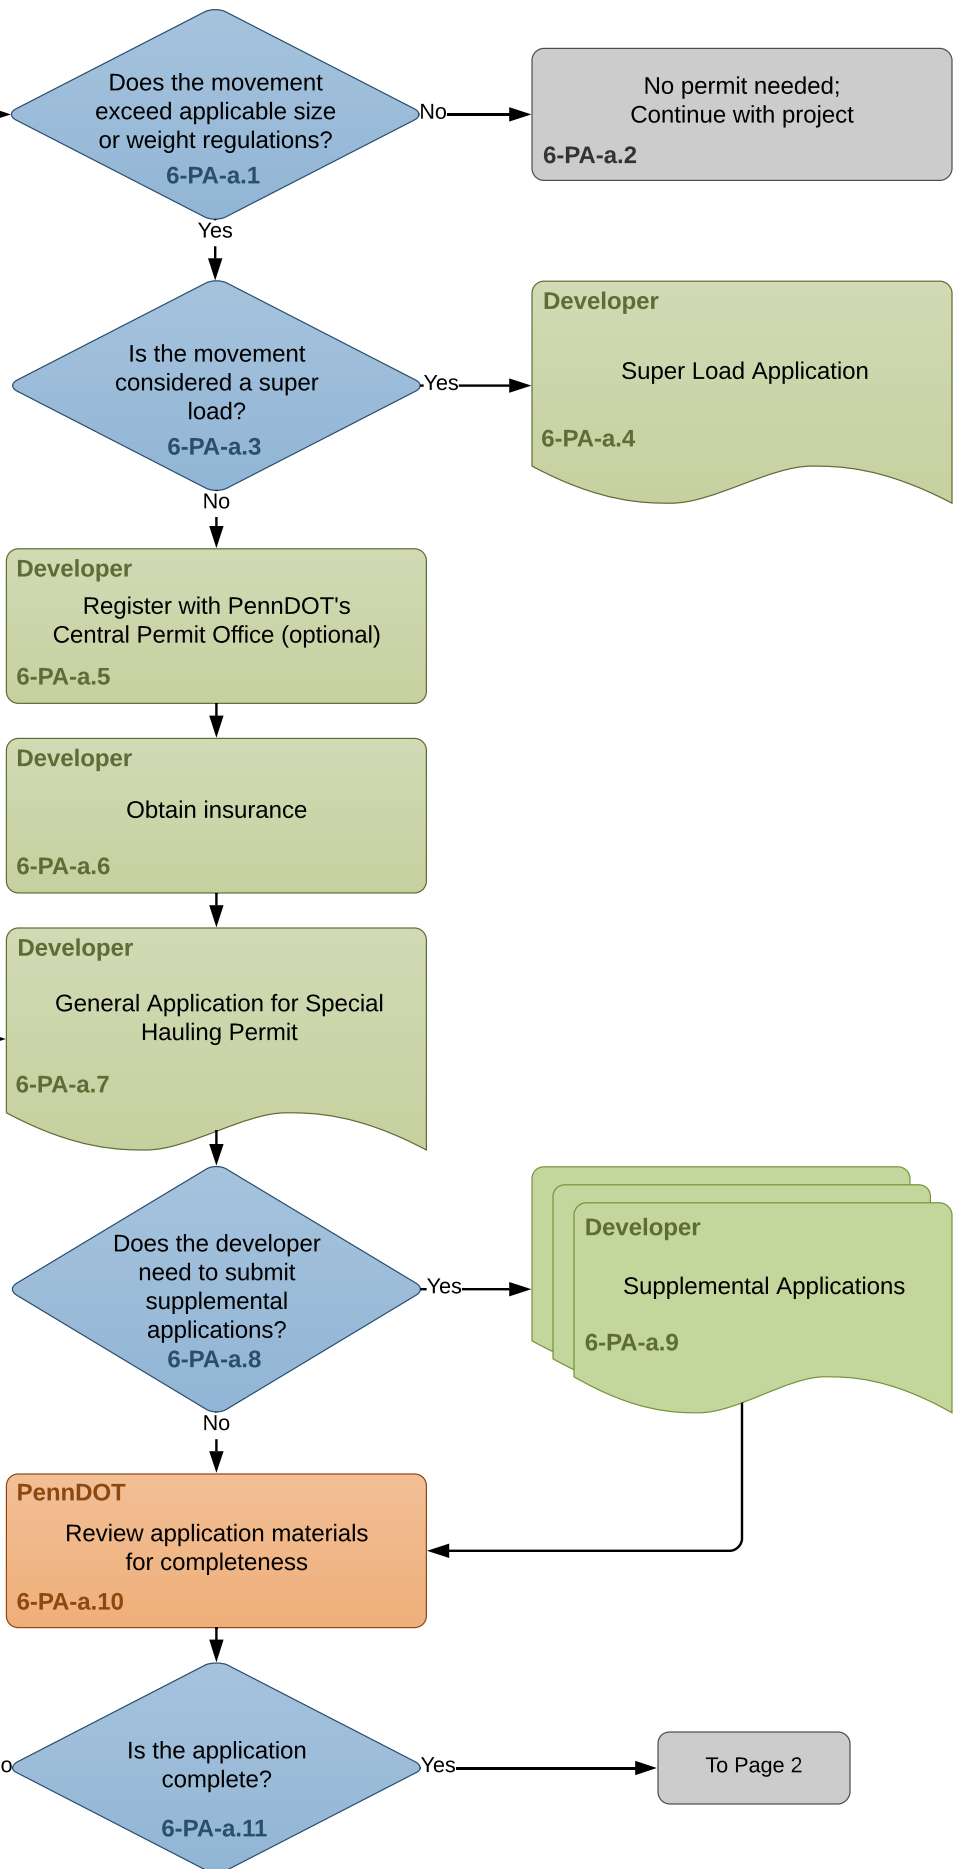 Does the movement
exceed applicable size
or weight regulations?
6-PA-a.1
No
No permit needed;
Continue with project
6-PA-a.2
Yes
Is the movement
considered a super
load?
6-PA-a.3
Yes
Developer
Super Load Application
6-PA-a.4
No
Developer
Register with PennDOT's
Central Permit Office (optional)
6-PA-a.5
Developer
Obtain insurance
6-PA-a.6
Developer
General Application for Special
Hauling Permit
6-PA-a.7
Does the developer
need to submit
supplemental
applications?
6-PA-a.8
Yes
Developer
Supplemental Applications
6-PA-a.9
No
PennDOT
Review application materials
for completeness
6-PA-a.10
Is the application
complete?
6-PA-a.11
o
Yes
To Page 2